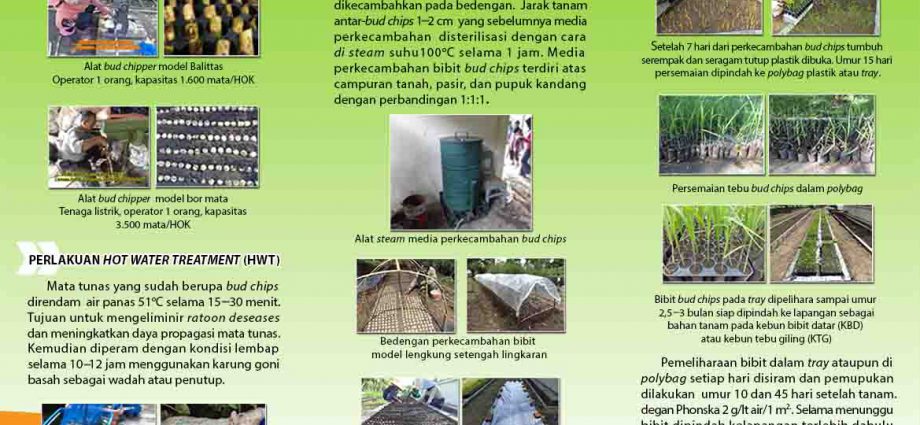 Alat bud chipper model Balittas
Operator 1 orang, kapasitas 1.600 mata/HOK
Alat bud chipper model bor mata
Tenaga listrik, operator 1 orang, kapasitas
3.500 mata/HOK
PERLAKUAN HOT WATER TREATMENT (HWT)
Mata tunas yang sudah berupa bud chips
direndam air panas 51°C selama 15–30 menit.
Tujuan untuk mengeliminir ratoon deseases
dan meningkatkan daya propagasi mata tunas.
Kemudian diperam dengan kondisi lembap
selama 10–12 jam menggunakan karung goni
basah sebagai wadah atau penutup.
dikecambahkan pada bedengan. Jarak tanam
antar-bud chips 1–2 cm yang sebelumnya media
perkecambahan disterilisasi dengan cara
di steam suhu 100°C selama 1 jam. Media
perkecambahan bibit bud chips terdiri atas
campuran tanah, pasir, dan pupuk kandang
dengan perbandingan 1:1:1.
Alat steam media perkecambahan bud chips
Bedengan perkecambahan bibit
model lengkung setengah lingkaran
Setelah 7 hari dari perkecambahan bud chips tumbuh
serempak dan seragam tutup plastik dibuka. Umur 15 hari
persemaian dipindah ke polybag plastik atau tray.
Persemaian tebu bud chips dalam polybag
Bibit bud chips pada tray dipelihara sampai umur
2,5–3 bulan siap dipindah ke lapangan sebagai
bahan tanam pada kebun bibit datar (KBD)
atau kebun tebu giling (KTG)
Pemeliharaan bibit dalam tray ataupun di
polybag setiap hari disiram dan pemupukan
dilakukan umur 10 dan 45 hari setelah tanam.
degan Phonska 2 g/lt air/1 m². Selama menunggu
bibit dipindah kelapangan terlebih dahulu